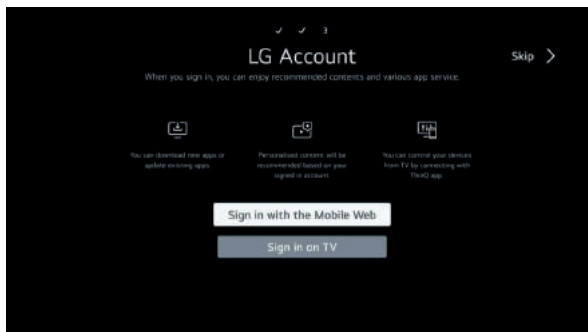 3
LG Account
Skip
When you sign in, you can enjoy recommended contents and various app service.
You can download new apps or
update existing apps.
Personalised content will be
recommended based on your
signed in account.
You can control your devices
from TV by connecting with
ThinQ app.
Sign in with the Mobile Web
Sign in on TV